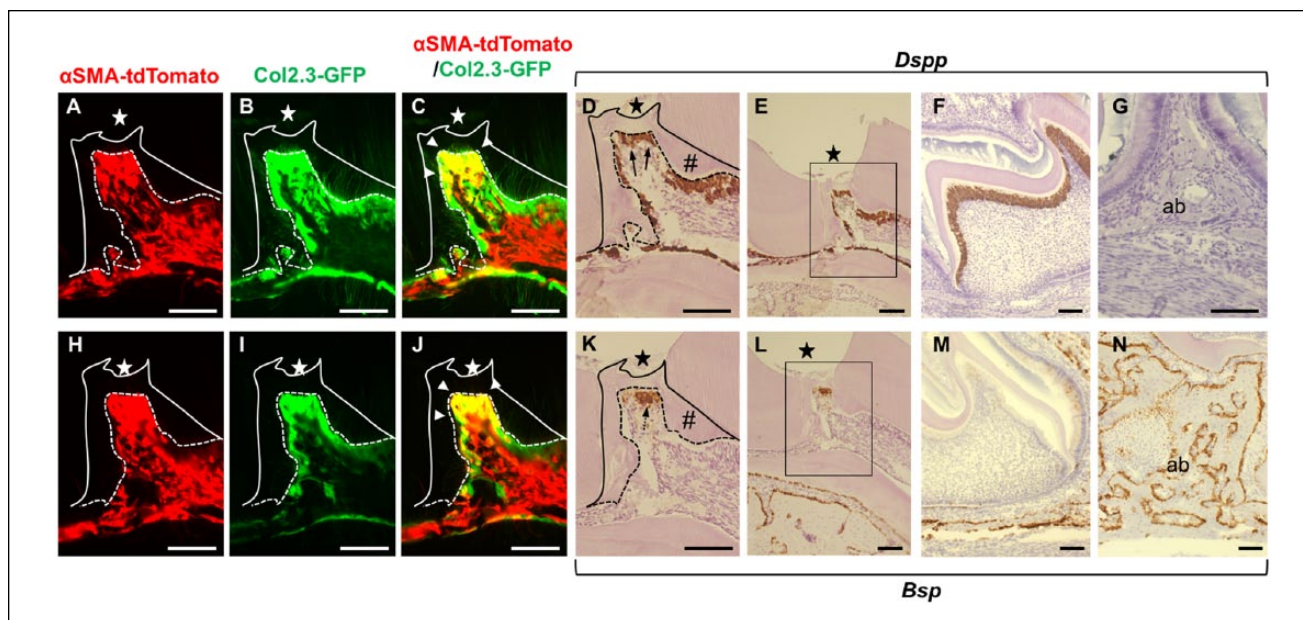 αSMA-tdTomato
Col2.3-GFP
αSMA-tdTomato
/Col2.3-GFP
Dspp
A
B
C
D
E
F
G
#
ab
H
I
J
K
L
M
N
#
ab
Bsp